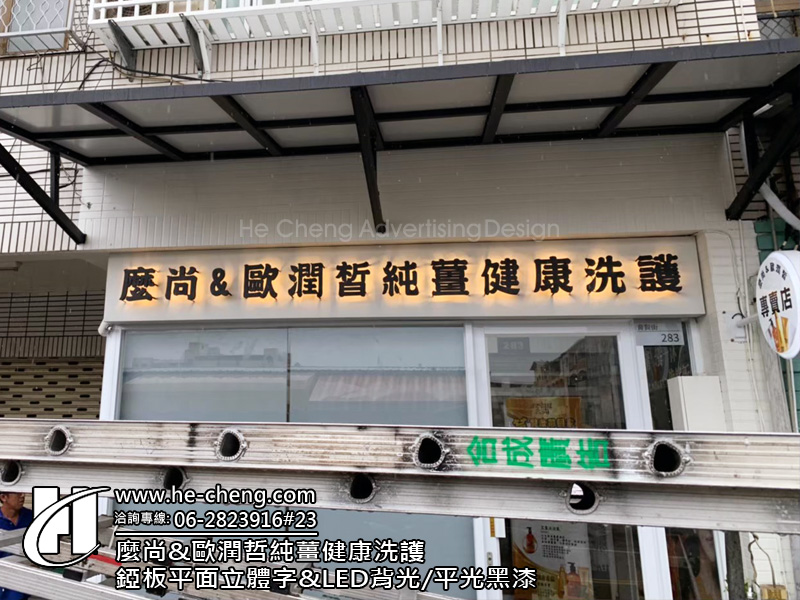 He Cheng Advertising Design
麼尚&歐潤皙純薑健康洗護
專賣店
283
合成廣告
www.he-cheng.com
洽詢專線: 06-2823916#23
麼尚&歐潤哲純薑健康洗護
錏板平面立體字&LED背光/平光黑漆